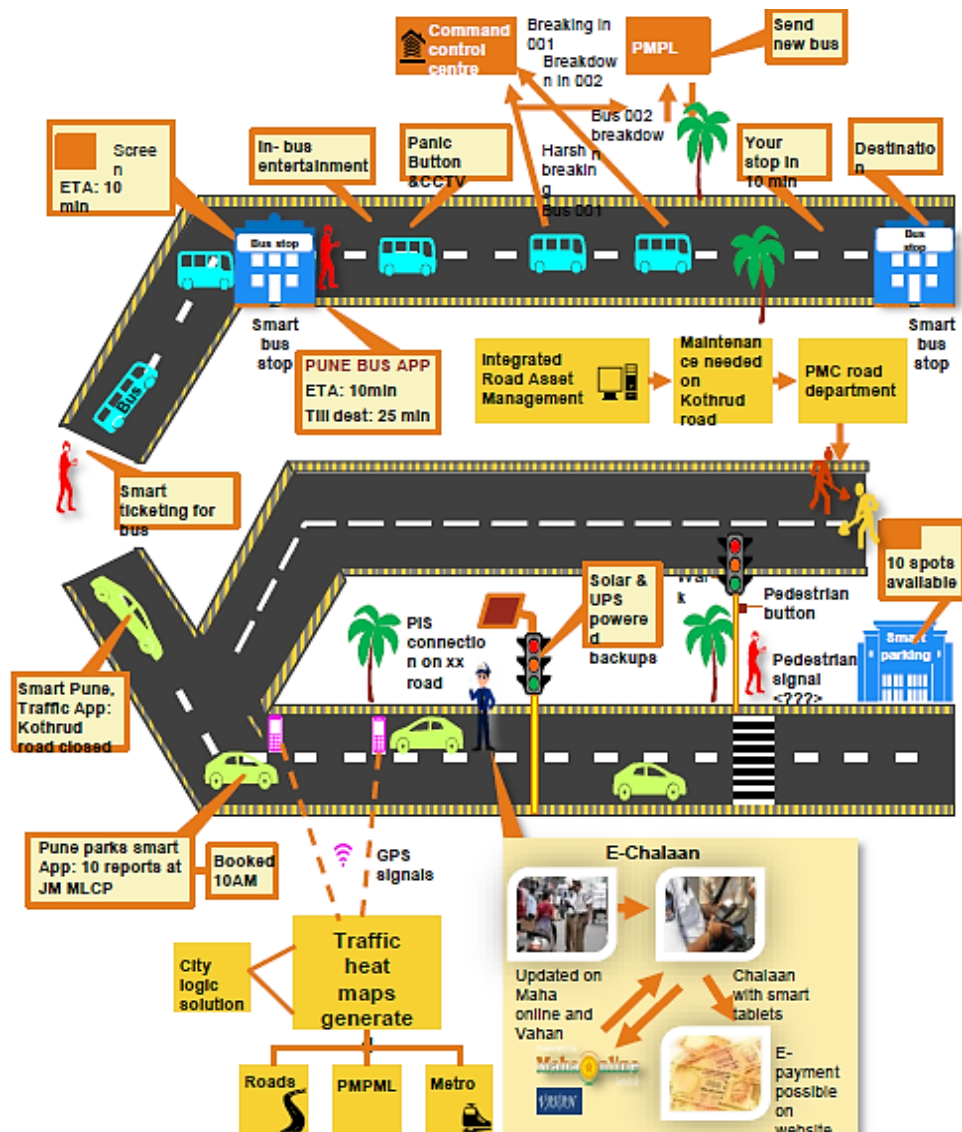 Command
control
centre
Breaking in
001
Breakdow
n in 002
PMPL
Send
new bus
Bus 002
breakdow
n
Harsh
breakin
g
Bus 001
Scree
n
ETA: 10
min
In- bus
entertainment
Panic
Button
&CCTV
Your
stop in
10 min
Destinatio
n
Bus stop
Bus
stop
Smart
bus
stop
Smart
bus
stop
PUNE BUS APP
ETA: 10min
Till dest: 25 min
Bus
Smart
ticketing for
bus
Integrated
Road Asset
Management
Maintenan
ce needed
on
Kothrud
road
PMC road
department
10 spots
available
Solar &
UPS
powere
d
backups
Wal
k
Pedestrian
button
Pedestrian
signal
<???>
Smart
parking
PIS
connectio
n on xx
road
Smart Pune,
Traffic App:
Kothrud
road closed
Pune parks smart
App: 10 reports at
JM MLCP
Booked
10AM
GPS
signals
City
logic
solution
Traffic
heat
maps
generate
Roads
PMPML
Metro
E-Chalaan
Updated on
Maha
online and
Vahan
Chalaan
with smart
tablets
MahaOnline
VAHAN
E-
payment
possible
on
website